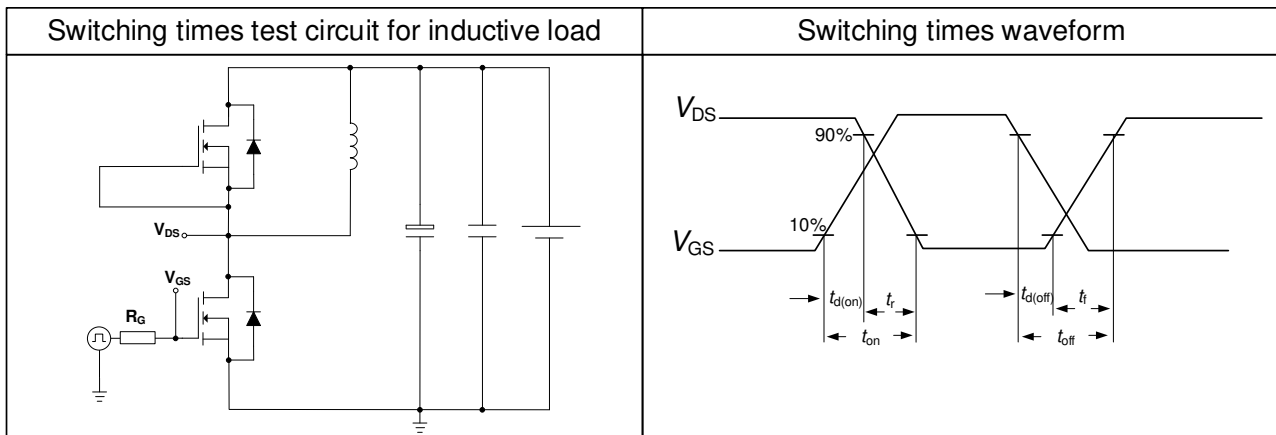 Switching times test circuit for inductive load
Switching times waveform
VDS
VGS
RG
VDS
90%
10%
VGS
td(on)
tr
ton
td(off)
tf
toff